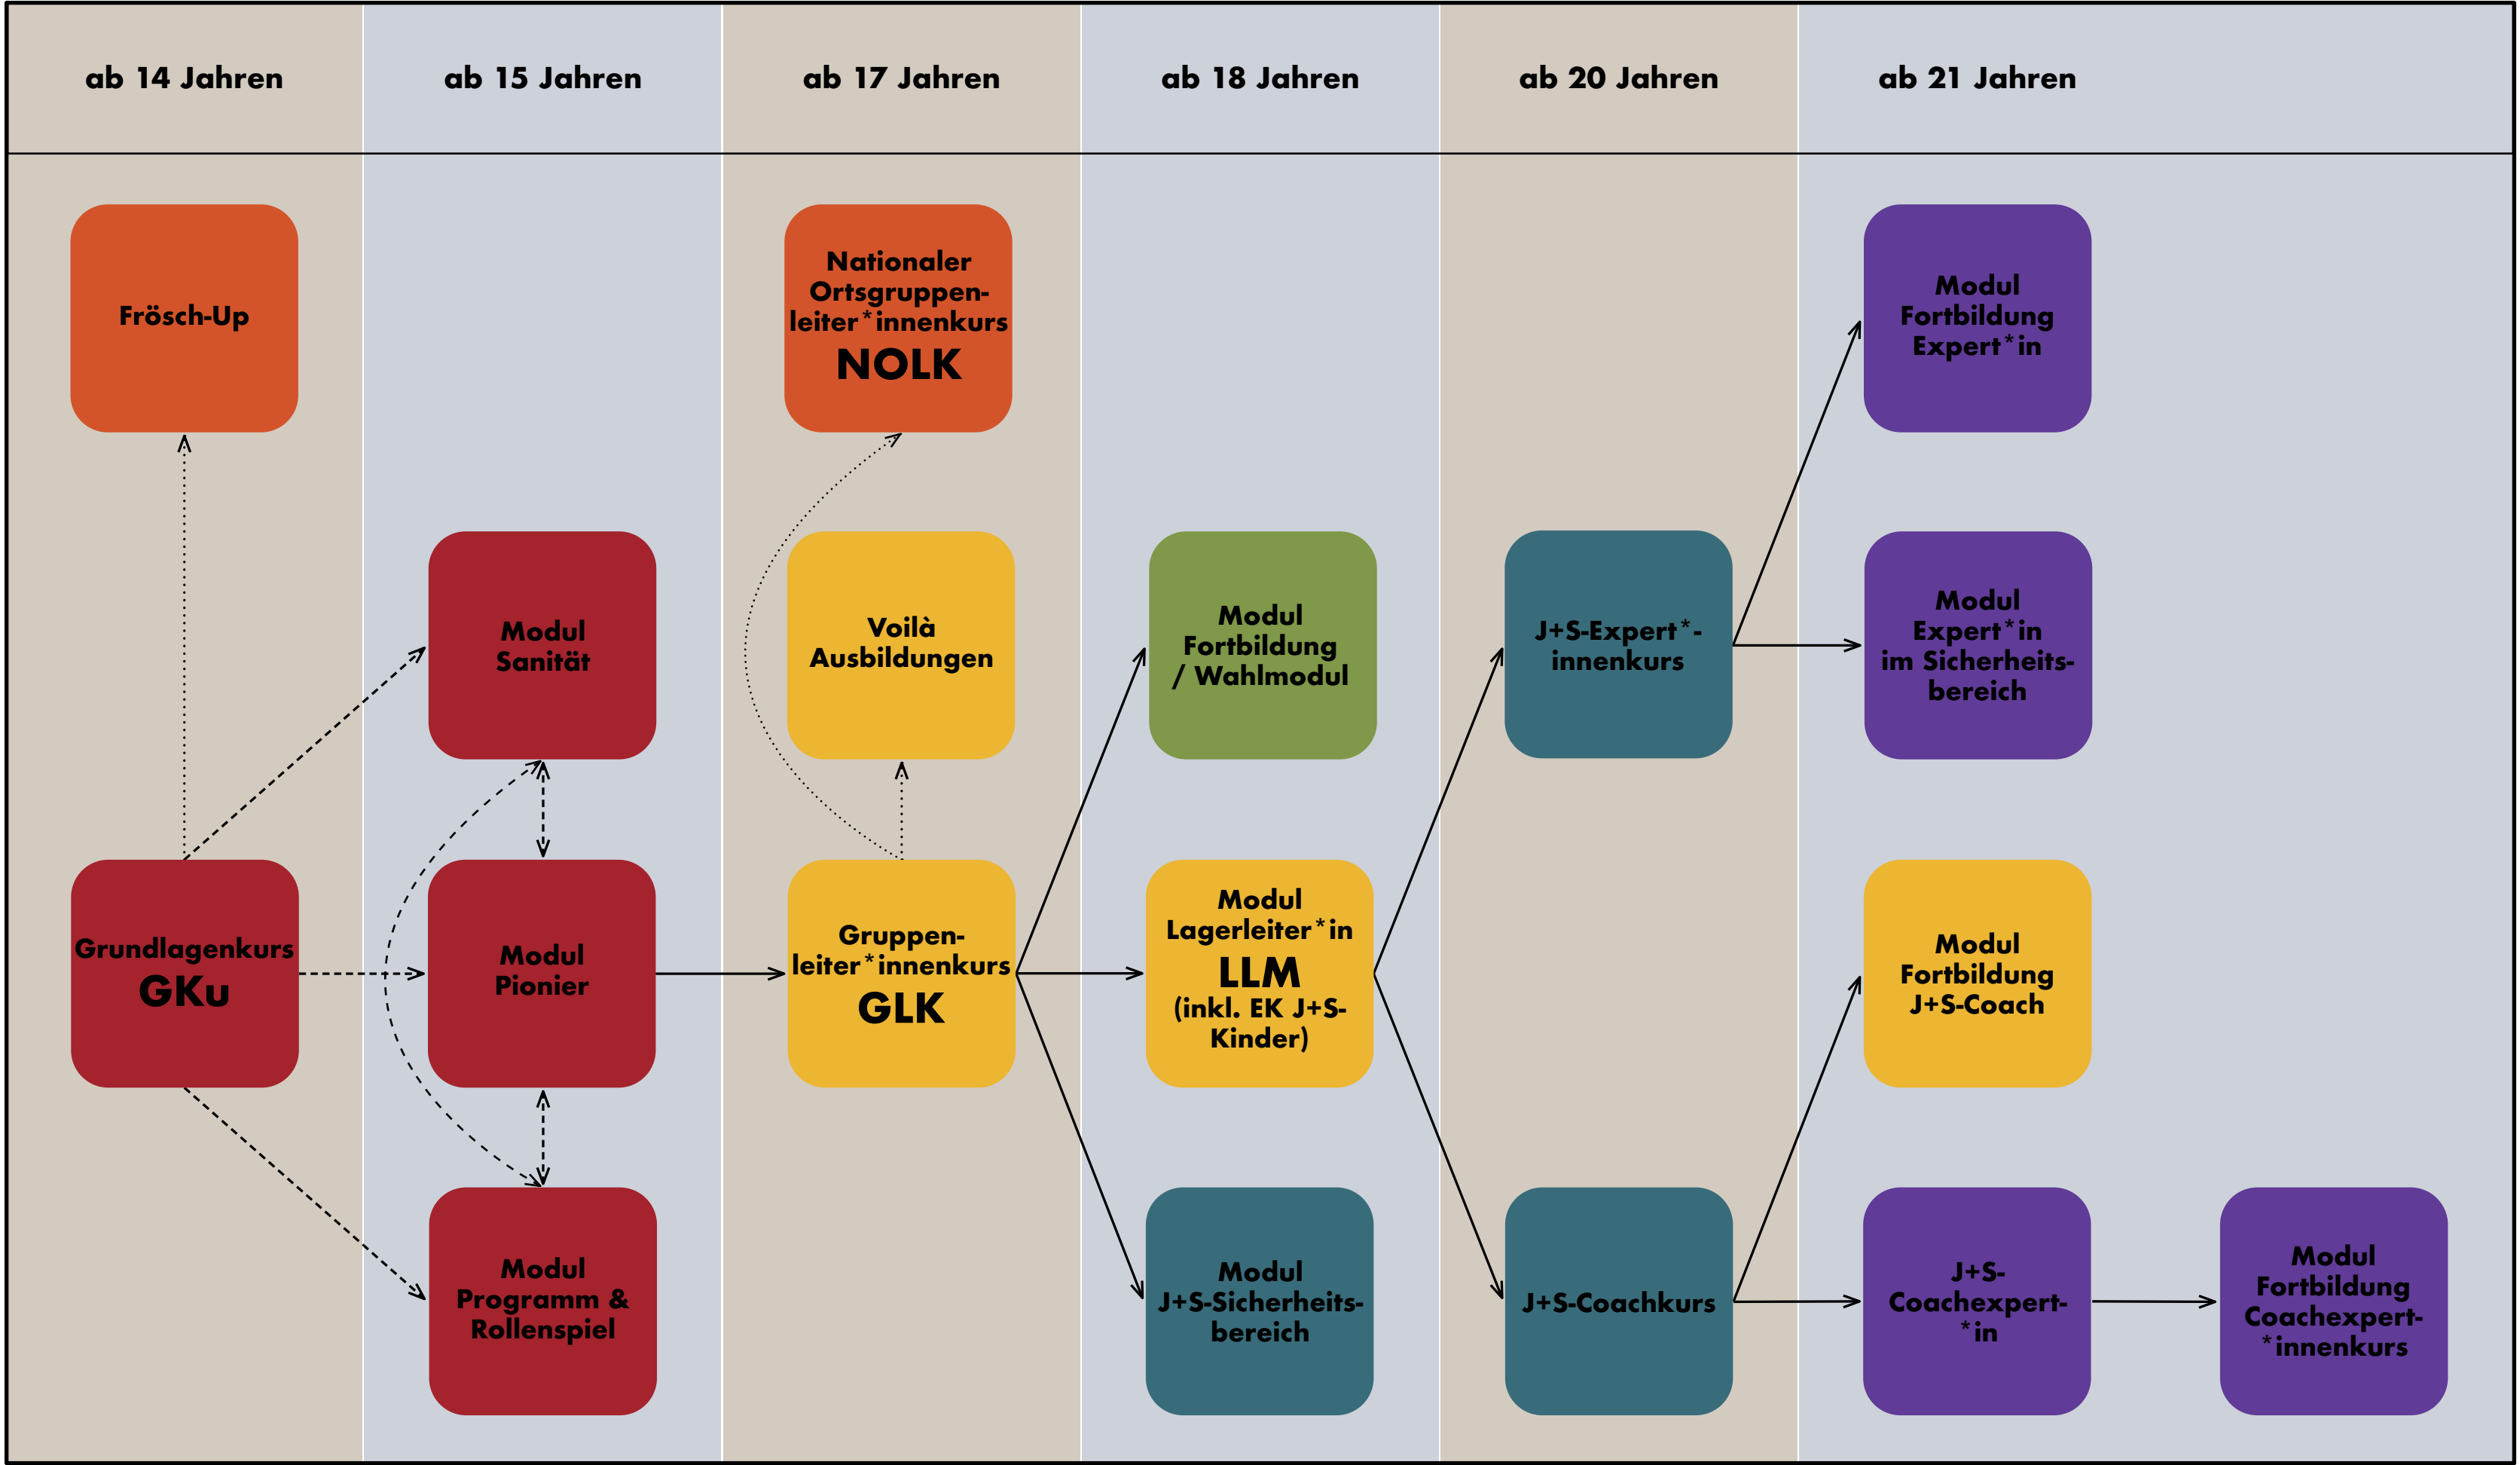 ab 14 Jahren
ab 15 Jahren
ab 17 Jahren
ab 18 Jahren
ab 20 Jahren
ab 21 Jahren
Frösch-Up
Nationaler
Ortsgruppen-
leiter*innenkurs
NOLK
Modul
Fortbildung
Expert*in
Modul
Sanität
Voilà
Ausbildungen
Modul
Fortbildung
/ Wahlmodul
J+S-Expert*-
innenkurs
Modul
Expert*in
im Sicherheits-
bereich
Grundlagenkurs
GKu
Modul
Pionier
Gruppen-
leiter*innenkurs
GLK
Modul
Lagerleiter*in
LLM
(inkl. EK J+S-
Kinder)
Modul
Fortbildung
J+S-Coach
Modul
Programm &
Rollenspiel
Modul
J+S-Sicherheits-
bereich
J+S-Coachkurs
J+S-
Coachexpert-
*in
Modul
Fortbildung
Coachexpert-
*innenkurs